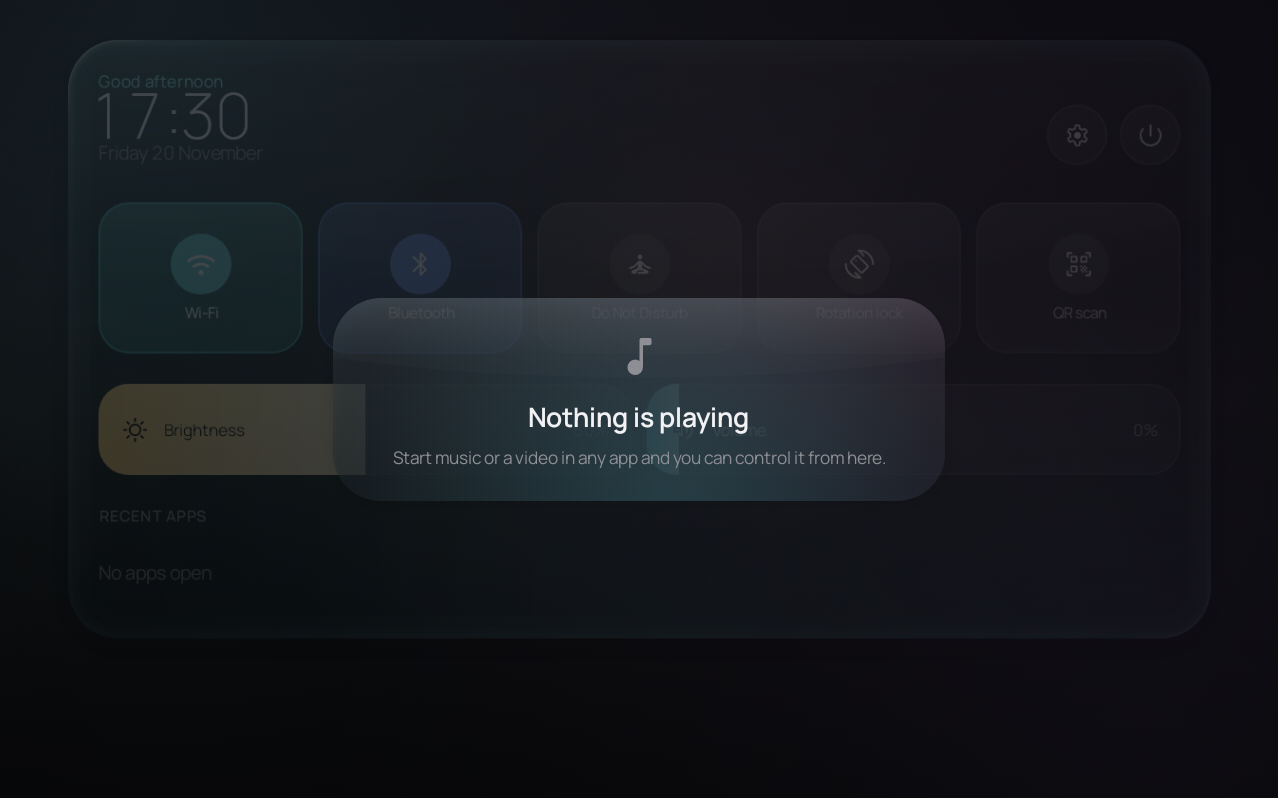 Good afternoon
17:30
Friday 20 November
Wi-Fi
Bluetooth
Do Not Disturb
Rotation lock
QR scan
Nothing is playing
Brightness
Volume
0%
Start music or a video in any app and you can control it from here.
RECENT APPS
No apps open